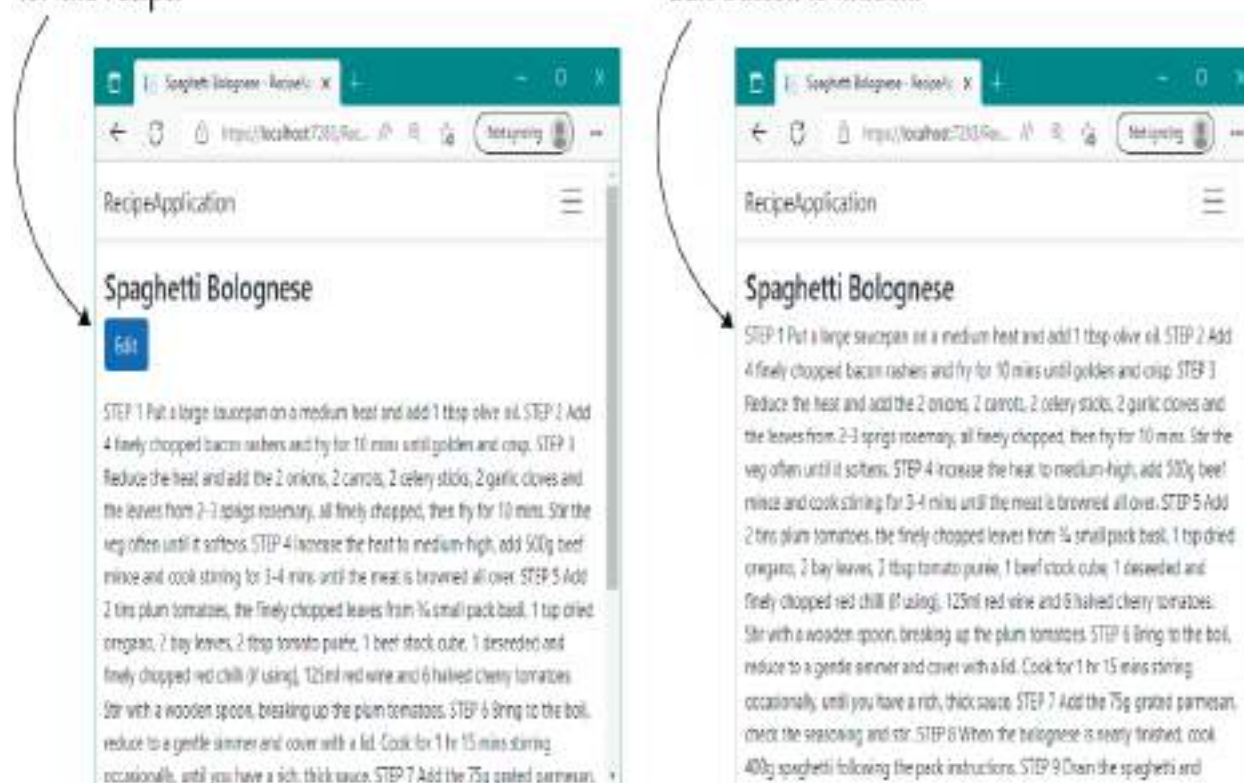 Spaghetti Bolognese - RecipeA
https://localhost:7283/Rec...
Not syncing
RecipeApplication
Spaghetti Bolognese
Edit
STEP 1 Put a large saucepan on a medium heat and add 1 tbsp olive oil. STEP 2 Add
4 finely chopped bacon rashers and fry for 10 mins until golden and crisp. STEP 3
Reduce the heat and add the 2 onions, 2 carrots, 2 celery sticks, 2 garlic cloves and
the leaves from 2-3 sprigs rosemary, all finely chopped, then fry for 10 mins. Stir the
veg often until it softens. STEP 4 Increase the heat to medium-high, add 500g beef
mince and cook stirring for 3-4 mins until the meat is browned all over. STEP 5 Add
2 tins plum tomatoes, the finely chopped leaves from ¾ small pack basil, 1 tsp dried
oregano, 2 bay leaves, 2 tbsp tomato purée, 1 beef stock cube, 1 deseeded and
finely chopped red chilli (if using), 125ml red wine and 6 halved cherry tomatoes.
Stir with a wooden spoon, breaking up the plum tomatoes. STEP 6 Bring to the boil,
reduce to a gentle simmer and cover with a lid. Cook for 1 hr 15 mins stirring
occasionally, until you have a rich, thick sauce. STEP 7 Add the 75g grated parmesan,
Spaghetti Bolognese - RecipeA
https://localhost:7283/Rec...
Not syncing
RecipeApplication
Spaghetti Bolognese
STEP 1 Put a large saucepan on a medium heat and add 1 tbsp olive oil. STEP 2 Add
4 finely chopped bacon rashers and fry for 10 mins until golden and crisp. STEP 3
Reduce the heat and add the 2 onions, 2 carrots, 2 celery sticks, 2 garlic cloves and
the leaves from 2-3 sprigs rosemary, all finely chopped, then fry for 10 mins. Stir the
veg often until it softens. STEP 4 Increase the heat to medium-high, add 500g beef
mince and cook stirring for 3-4 mins until the meat is browned all over. STEP 5 Add
2 tins plum tomatoes, the finely chopped leaves from ¾ small pack basil, 1 tsp dried
oregano, 2 bay leaves, 2 tbsp tomato purée, 1 beef stock cube, 1 deseeded and
finely chopped red chilli (if using), 125ml red wine and 6 halved cherry tomatoes.
Stir with a wooden spoon, breaking up the plum tomatoes. STEP 6 Bring to the boil,
reduce to a gentle simmer and cover with a lid. Cook for 1 hr 15 mins stirring
occasionally, until you have a rich, thick sauce. STEP 7 Add the 75g grated parmesan,
check the seasoning and stir. STEP 8 When the bolognese is nearly finished, cook
400g spaghetti following the pack instructions. STEP 9 Drain the spaghetti and